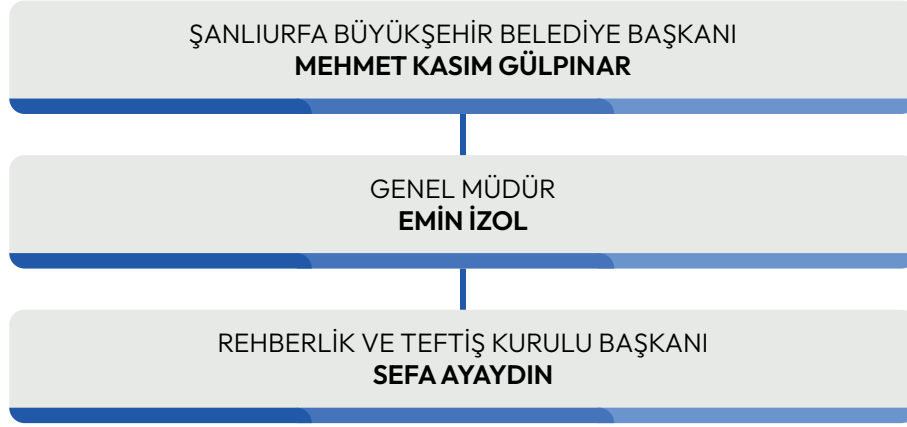 ŞANLIURFA BÜYÜKŞEHİR BELEDİYE BAŞKANI
MEHMET KASIM GÜLPINAR
GENEL MÜDÜR
EMİN İZOL
REHBERLİK VE TEFTİŞ KURULU BAŞKANI
SEFA AYAYDIN